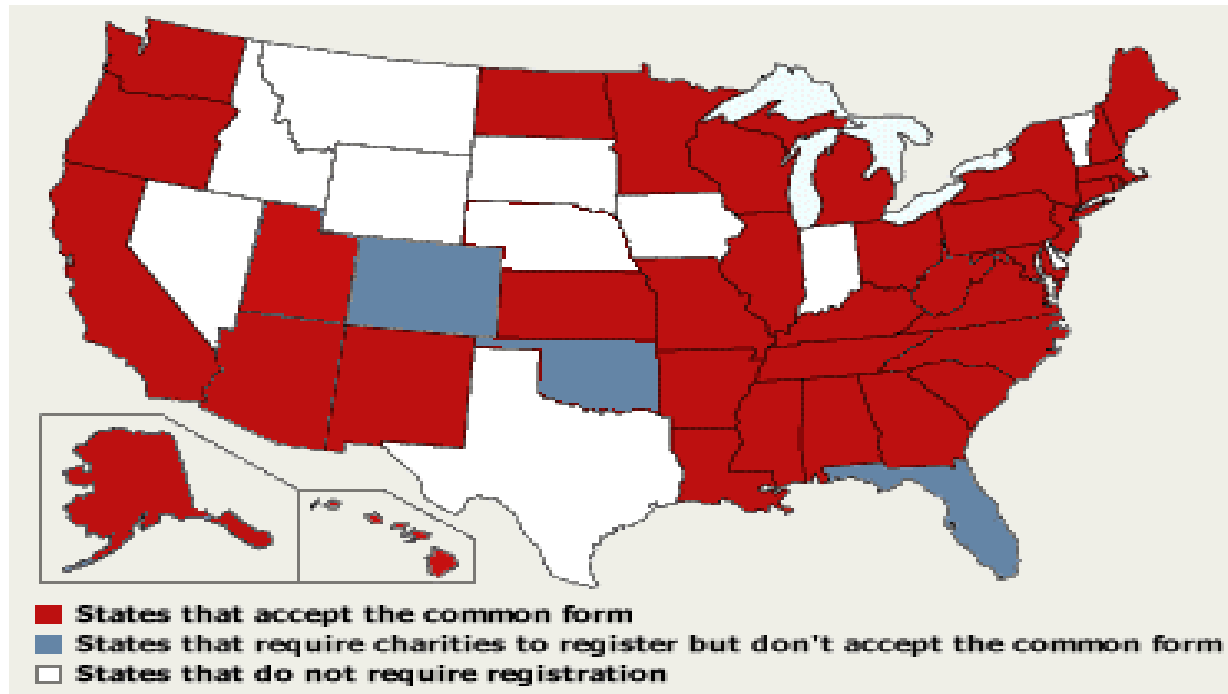 States that accept the common form
States that require charities to register but don't accept the common form
States that do not require registration